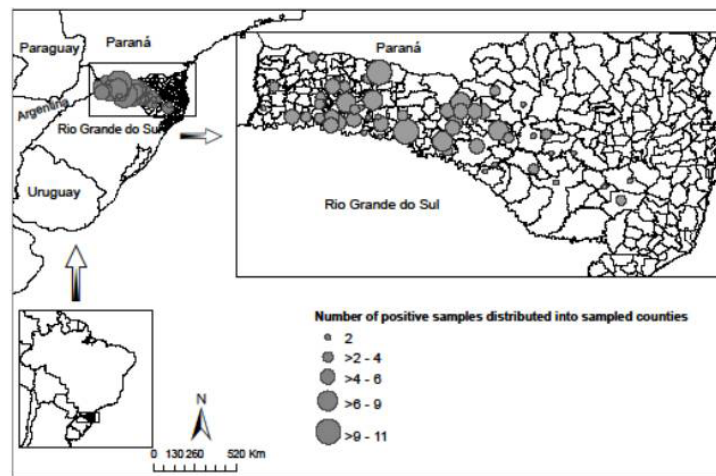 Paraguay
Paraná
Argentina
Rio Grande do Sul
Uruguay
Paraná
Rio Grande do Sul
Number of positive samples distributed into sampled counties
2
>2 - 4
>4 - 6
>6 - 9
>9 - 11
N
0 130 260 520 Km